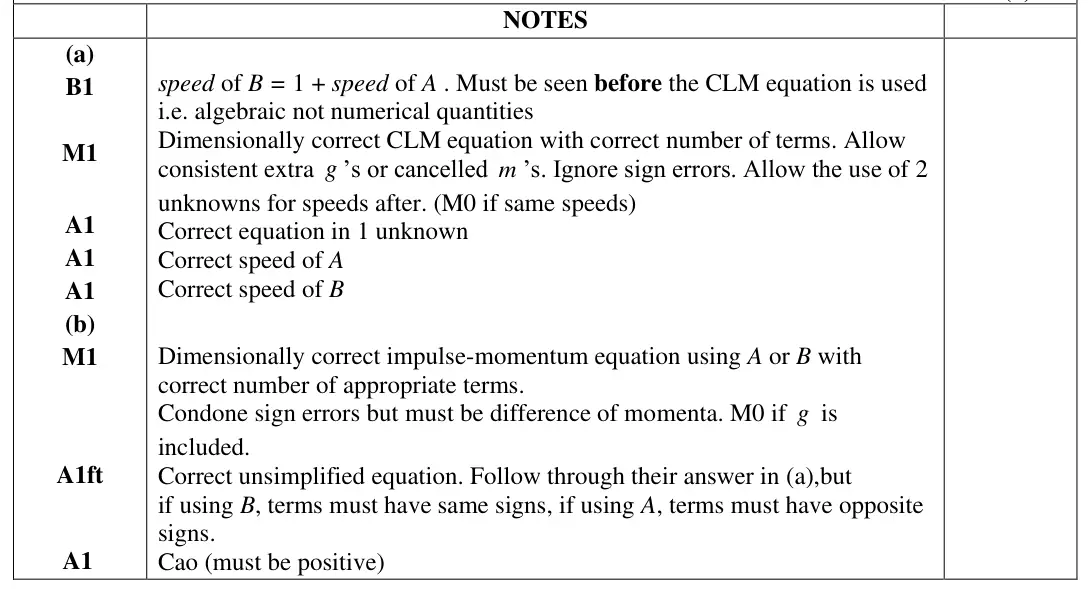 NOTES
(a)
B1 speed of B = 1 + speed of A . Must be seen before the CLM equation is used
i.e. algebraic not numerical quantities
M1 Dimensionally correct CLM equation with correct number of terms. Allow
consistent extra g ’s or cancelled m ’s. Ignore sign errors. Allow the use of 2
unknowns for speeds after. (M0 if same speeds)
A1 Correct equation in 1 unknown
A1 Correct speed of A
A1 Correct speed of B
(b)
M1 Dimensionally correct impulse-momentum equation using A or B with
correct number of appropriate terms.
Condone sign errors but must be difference of momenta. M0 if g is
included.
A1ft Correct unsimplified equation. Follow through their answer in (a),but
if using B, terms must have same signs, if using A, terms must have opposite
signs.
A1 Cao (must be positive)